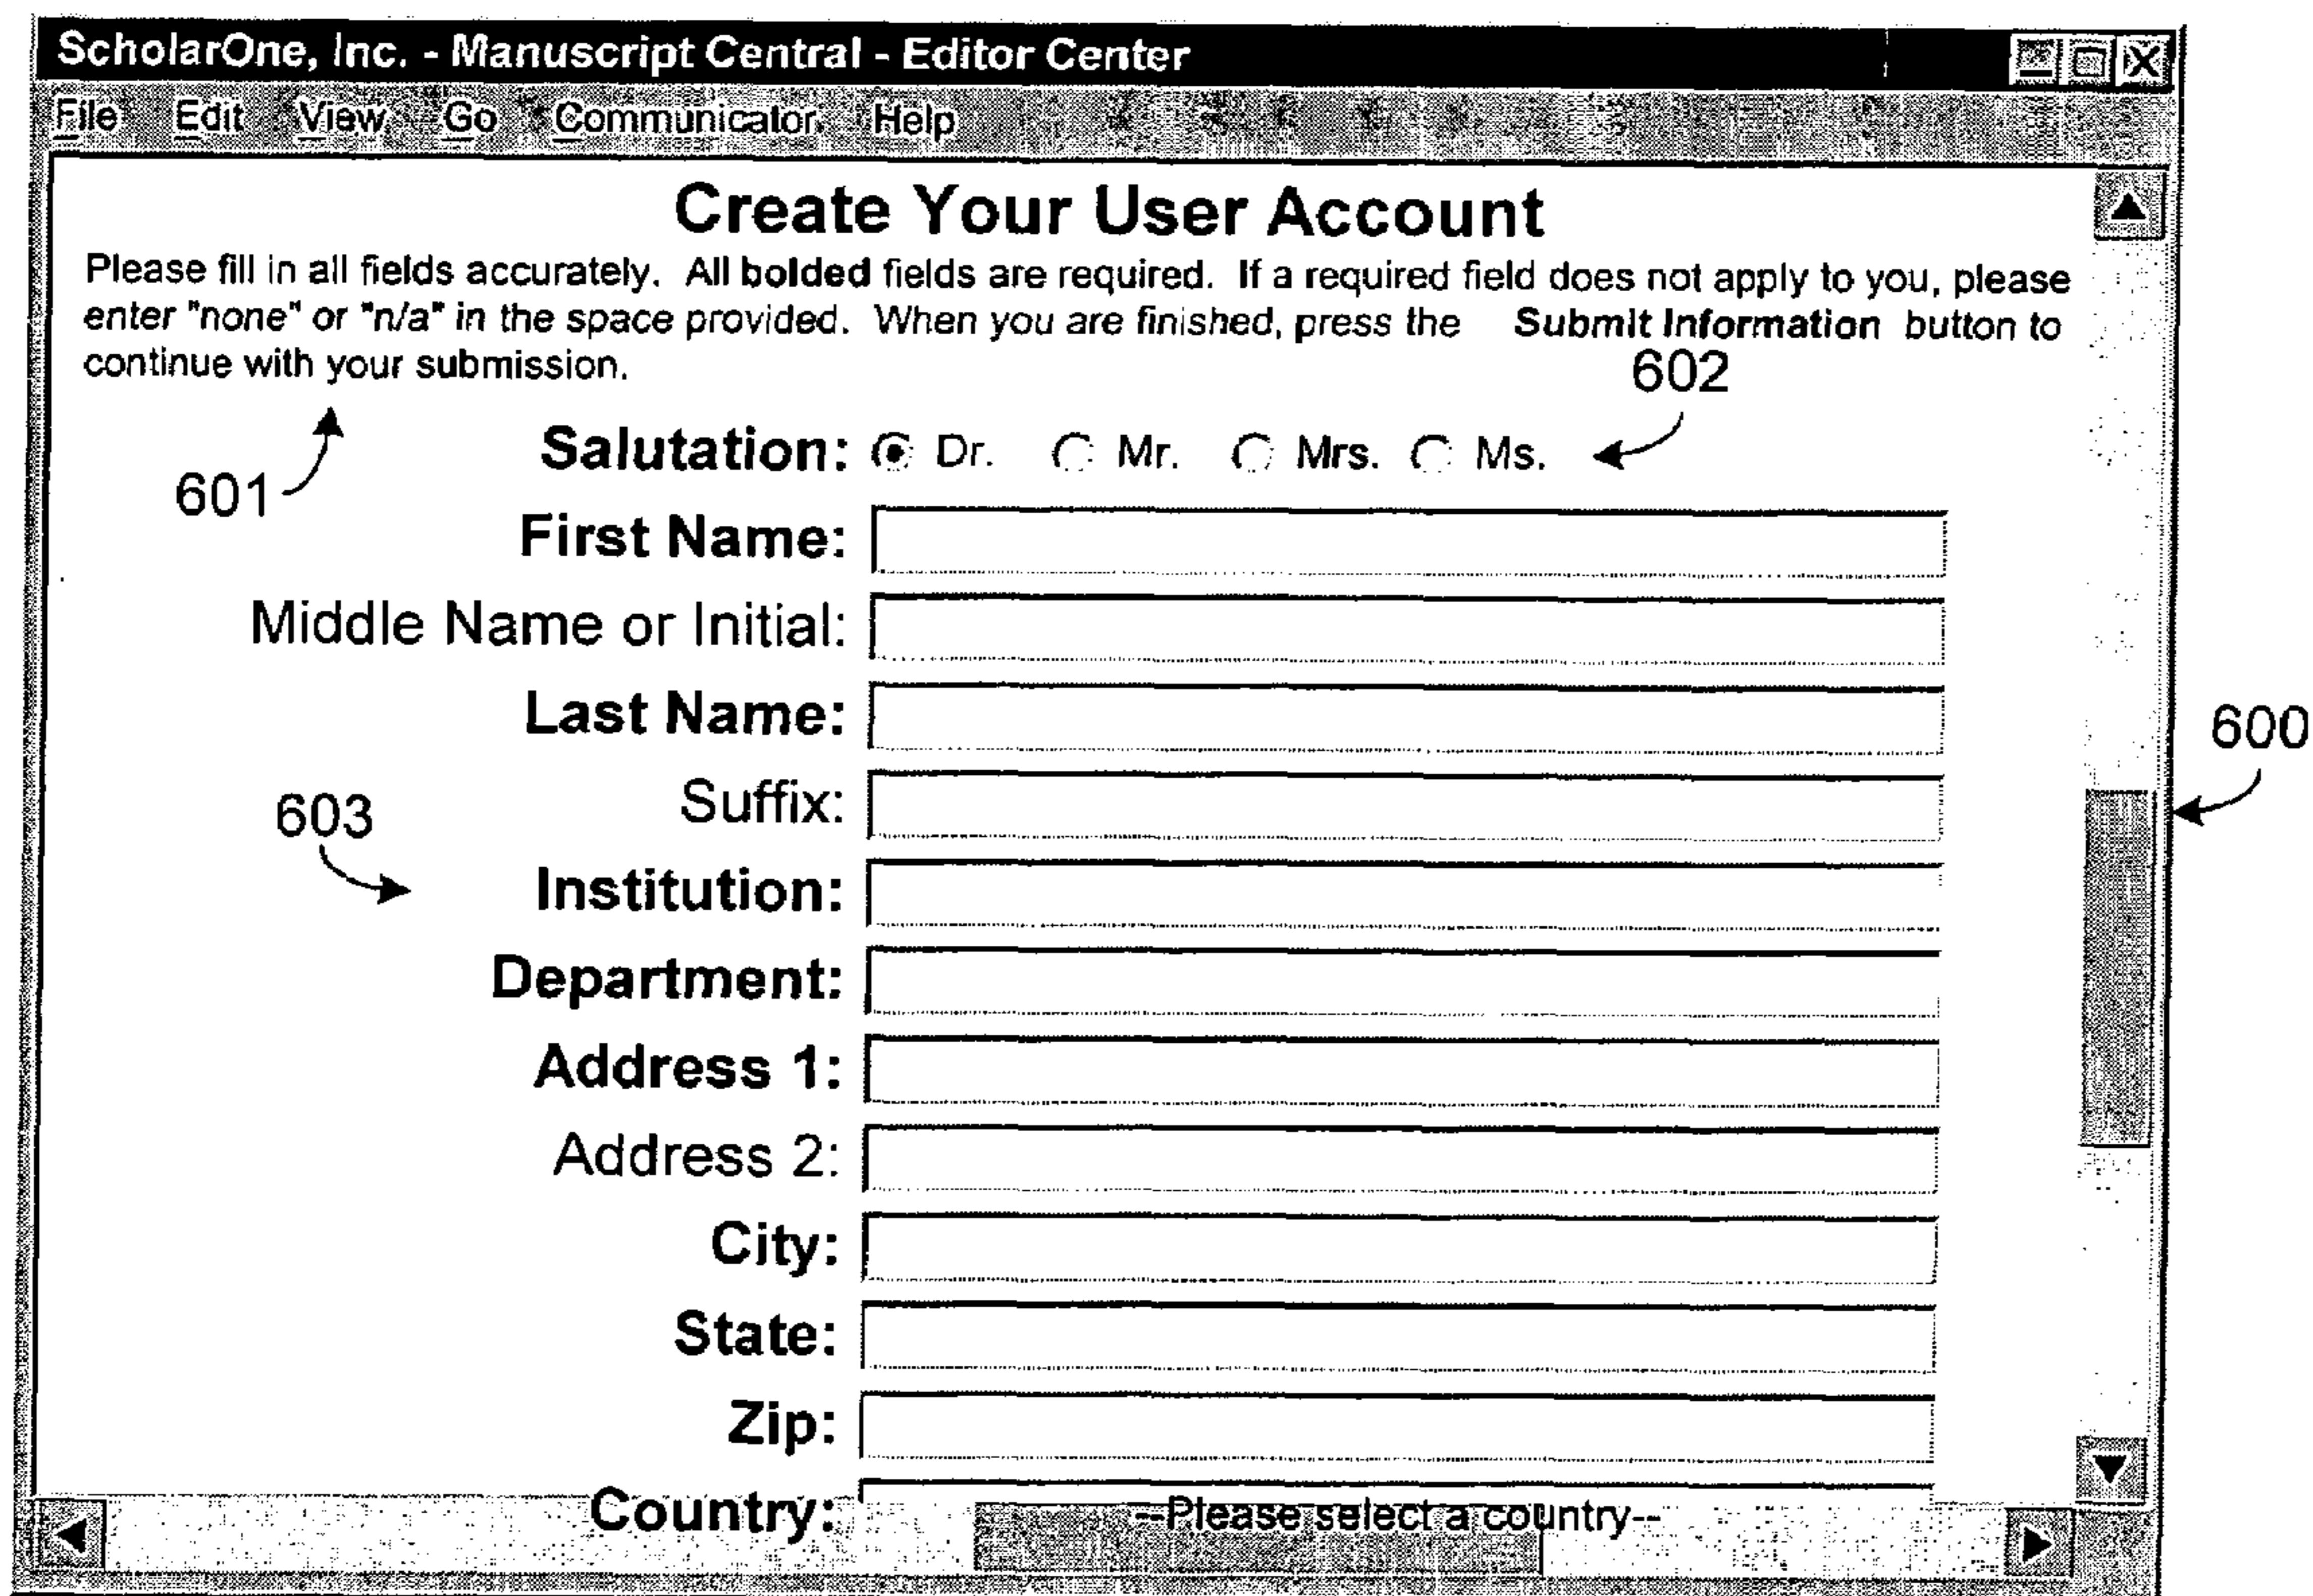 ScholarOne, Inc. - Manuscript Central - Editor Center
File Edit View Go Communicator Help
Create Your User Account
Please fill in all fields accurately. All bolded fields are required. If a required field does not apply to you, please
enter "none" or "n/a" in the space provided. When you are finished, press the Submit Information button to
continue with your submission.
602
Salutation: Dr. Mr. Mrs. Ms.
601
First Name:
Middle Name or Initial:
Last Name:
600
Suffix:
603
Institution:
Department:
Address 1:
Address 2:
City:
State:
Zip:
Country: --Please select a country--